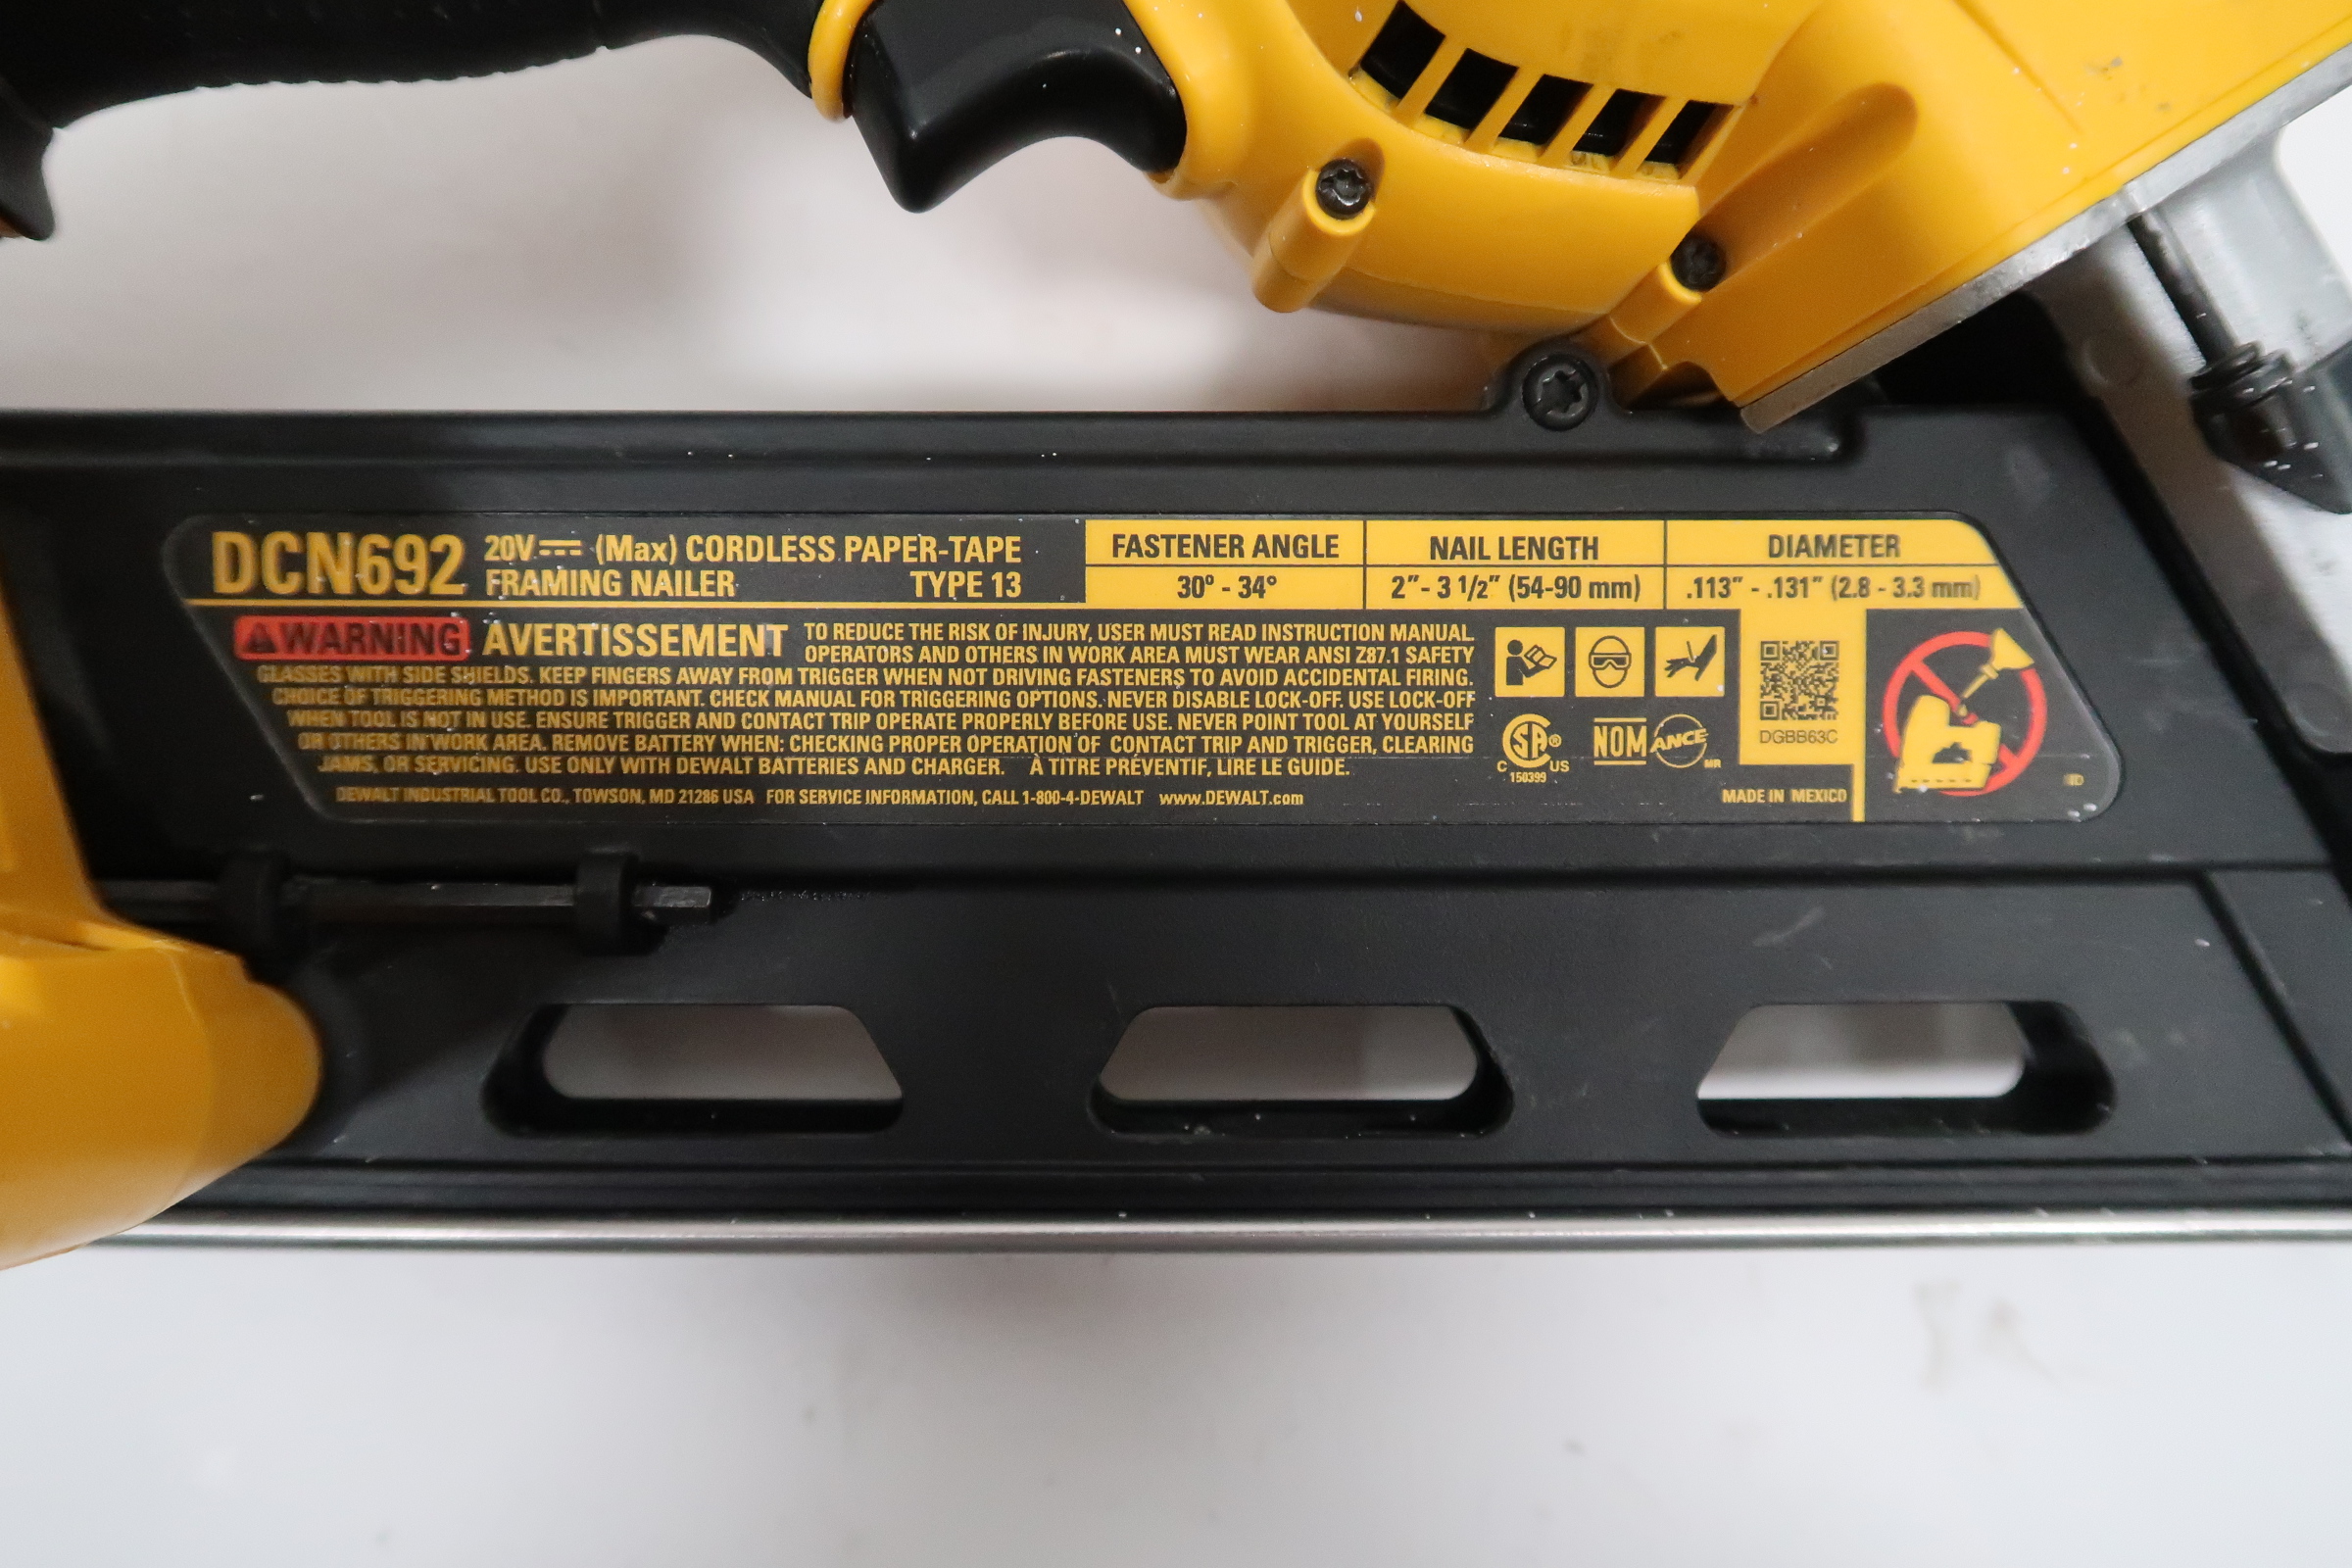 DCN692 20V (Max) CORDLESS PAPER-TAPE
FRAMING NAILER TYPE 13
FASTENER ANGLE
30° - 34°
NAIL LENGTH
2" - 3 1/2" (54-90 mm)
DIAMETER
.113" - .131" (2.8 - 3.3 mm)
WARNING AVERTISSEMENT TO REDUCE THE RISK OF INJURY, USER MUST READ INSTRUCTION MANUAL.
OPERATORS AND OTHERS IN WORK AREA MUST WEAR ANSI Z87.1 SAFETY
GLASSES WITH SIDE SHIELDS. KEEP FINGERS AWAY FROM TRIGGER WHEN NOT DRIVING FASTENERS TO AVOID ACCIDENTAL FIRING.
CHOICE OF TRIGGERING METHOD IS IMPORTANT. CHECK MANUAL FOR TRIGGERING OPTIONS. NEVER DISABLE LOCK-OFF. USE LOCK-OFF
WHEN TOOL IS NOT IN USE. ENSURE TRIGGER AND CONTACT TRIP OPERATE PROPERLY BEFORE USE. NEVER POINT TOOL AT YOURSELF
OR OTHERS IN WORK AREA. REMOVE BATTERY WHEN: CHECKING PROPER OPERATION OF CONTACT TRIP AND TRIGGER, CLEARING
JAMS, OR SERVICING. USE ONLY WITH DEWALT BATTERIES AND CHARGER. À TITRE PRÉVENTIF, LIRE LE GUIDE.
DEWALT INDUSTRIAL TOOL CO., TOWSON, MD 21286 USA FOR SERVICE INFORMATION, CALL 1-800-4-DEWALT www.DEWALT.com
C SA® US
150399
NOM ANCE MR
DGBB63C
MADE IN MEXICO